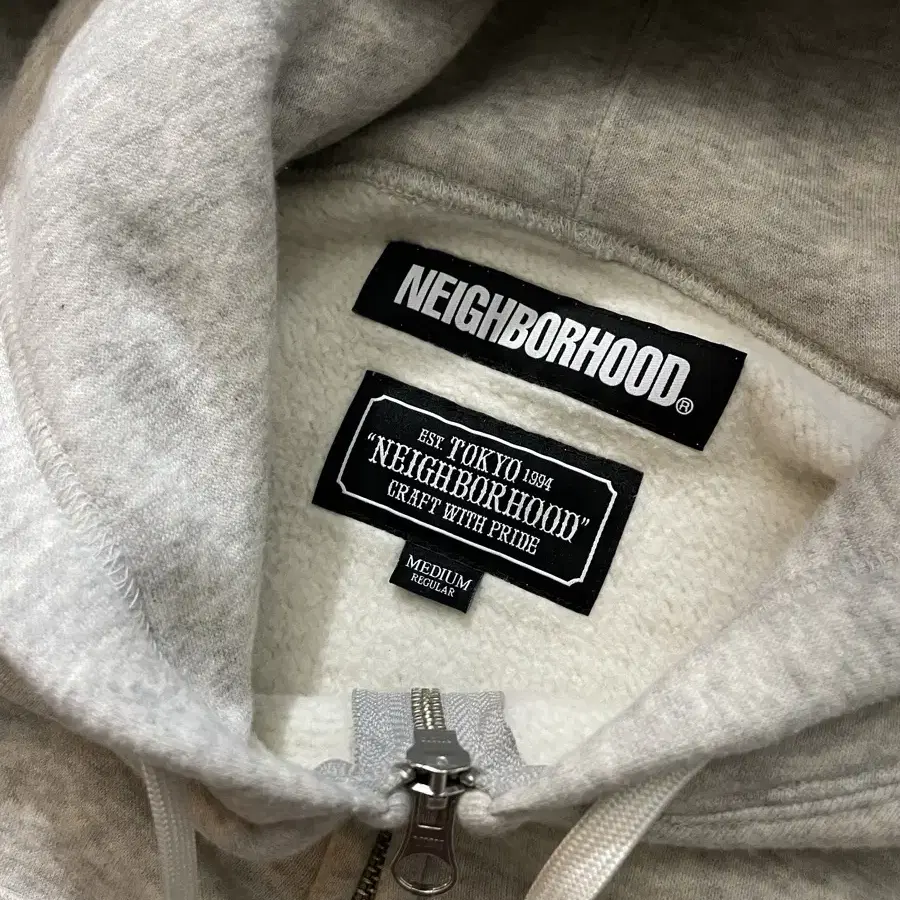 NEIGHBORHOOD®
EST. TOKYO 1994
"NEIGHBORHOOD"
CRAFT WITH PRIDE
MEDIUM
REGULAR